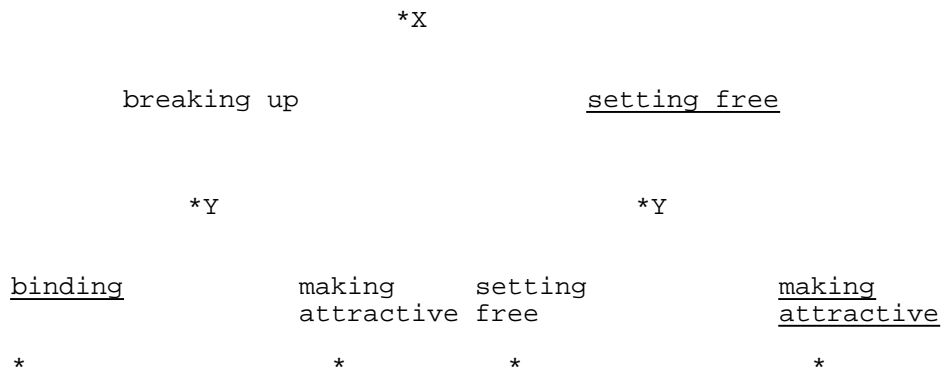 *X
breaking up setting free
*Y *Y
binding making setting making
attractive free attractive
* * * *